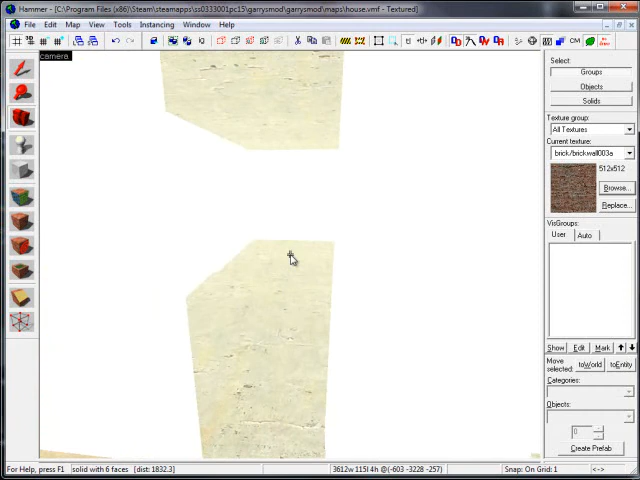 Hammer - [C:\Program Files (x86)\Steam\steamapps\ss0333001pc15\garrysmod\garrysmod\maps\house.vmf - Textured]
File Edit Map View Tools Instancing Window Help
camera
Select:
Groups
Objects
Solids
Texture group:
All Textures
Current texture:
brick/brickwall003a
512x512
Browse...
Replace...
VisGroups:
User Auto
Show Edit Mark
Move selected: toWorld toEntity
Categories:
Objects:
0
Create Prefab
For Help, press F1 solid with 6 faces [dist: 1832.3] 3612w 115l 4h @(-603 -3228 -257) Snap: On Grid: 1 <->